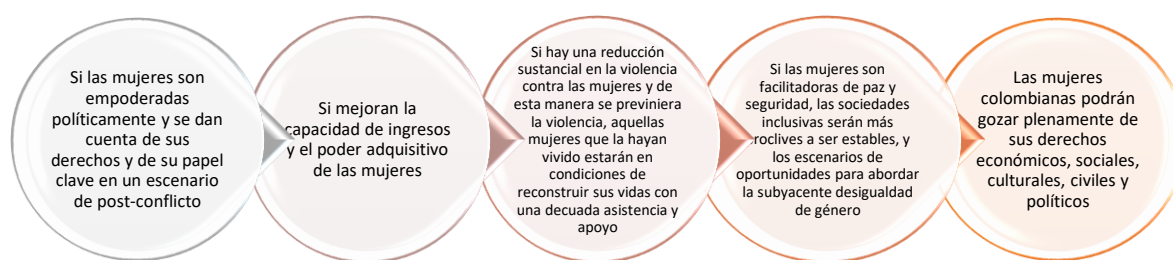 Si las mujeres son
empoderadas
políticamente y se dan
cuenta de sus
derechos y de su papel
clave en un escenario
de post-conflicto
Si mejoran la
capacidad de ingresos
y el poder adquisitivo
de las mujeres
Si hay una reducción
sustancial en la violencia
contra las mujeres y de
esta manera se previniera
la violencia, aquellas
mujeres que la hayan
vivido estarán en
condiciones de
reconstruir sus vidas con
una decuada asistencia y
apoyo
Si las mujeres son
facilitadoras de paz y
seguridad, las sociedades
inclusivas serán más
proclives a ser estables, y
los escenarios de
oportunidades para abordar
la subyacente desigualdad
de género
Las mujeres
colombianas podrán
gozar plenamente de
sus derechos
económicos, sociales,
culturales, civiles y
políticos